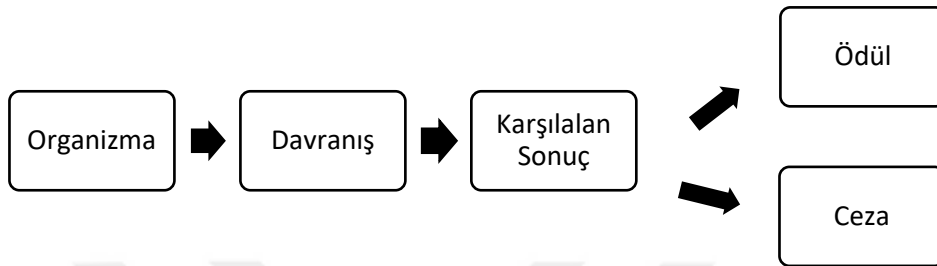 Organizma
Davranış
Karşılalan
Sonuç
Ödül
Ceza